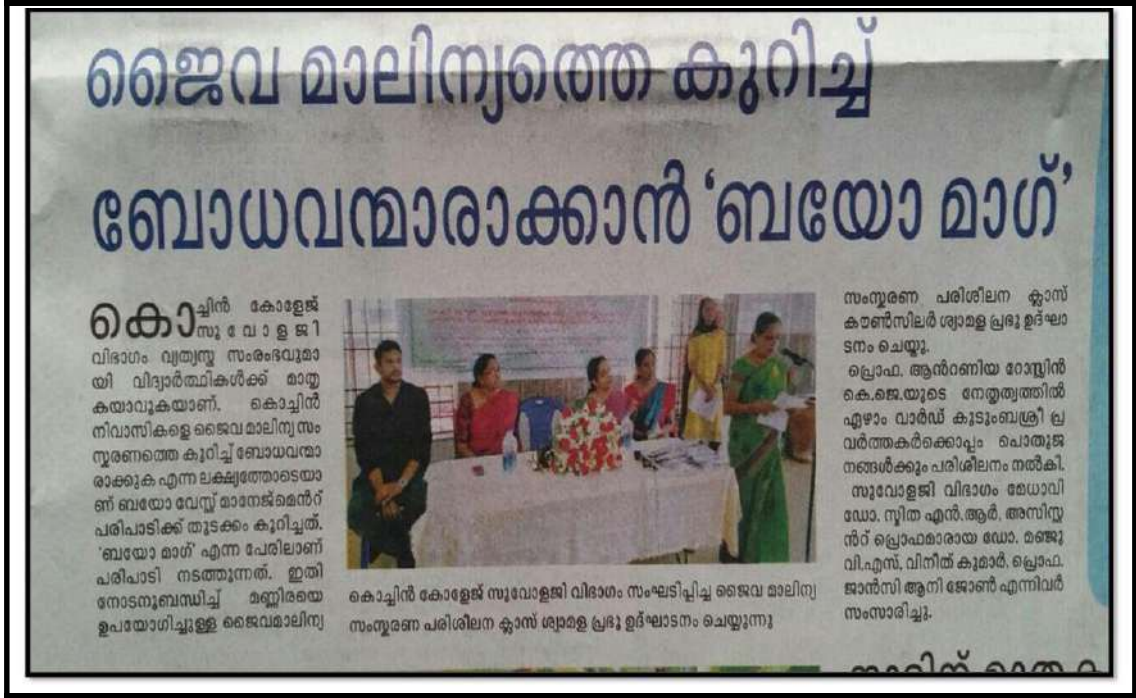 ജൈവ മാലിന്യത്തെ കുറിച്ച്
ബോധവന്മാരാക്കാൻ ‘ബയോ മാഗ്’
കൊച്ചിൻ കോളേജ്
സുവോളജി
വിഭാഗം വ്യത്യസ്ത സംരംഭവുമാ
യി വിദ്യാർത്ഥികൾക്ക് മാതൃ
കയാവുകയാണ്. കൊച്ചിൻ
നിവാസികളെ ജൈവ മാലിന്യ സം
സ്കരണത്തെ കുറിച്ച് ബോധവന്മാ
രാക്കുക എന്ന ലക്ഷ്യത്തോടെയാ
ണ് ബയോ വേസ്റ്റ് മാനേജ്മെൻറ്
പരിപാടിക്ക് തുടക്കം കുറിച്ചത്.
'ബയോ മാഗ്' എന്ന പേരിലാണ്
പരിപാടി നടത്തുന്നത്. ഇതി
നോടനുബന്ധിച്ച് മണ്ണിരയെ
ഉപയോഗിച്ചുള്ള ജൈവമാലിന്യ
കൊച്ചിൻ കോളേജ് സുവോളജി വിഭാഗം സംഘടിപ്പിച്ച ജൈവ മാലിന്യ
സംസ്കരണ പരിശീലന ക്ലാസ് ശ്യാമള പ്രഭു ഉദ്ഘാടനം ചെയ്യുന്നു
സംസ്കരണ പരിശീലന ക്ലാസ്
കൗൺസിലർ ശ്യാമള പ്രഭു ഉദ്ഘാ
ടനം ചെയ്തു.
പ്രൊഫ. ആൻറണിയ റോസ്ലിൻ
കെ.ജെ.യുടെ നേതൃത്വത്തിൽ
ഏഴാം വാർഡ് കുടുംബശ്രീ പ്ര
വർത്തകർക്കൊപ്പം പൊതുജ
നങ്ങൾക്കും പരിശീലനം നൽകി.
സുവോളജി വിഭാഗം മേധാവി
ഡോ. സ്മിത എൻ.ആർ, അസിസ്റ്റ
ൻറ് പ്രൊഫമാരായ ഡോ. മഞ്ജു
വി.എസ്, വിനീത് കുമാർ, പ്രൊഫ.
ജാൻസി ആനി ജോൺ എന്നിവർ
സംസാരിച്ചു.